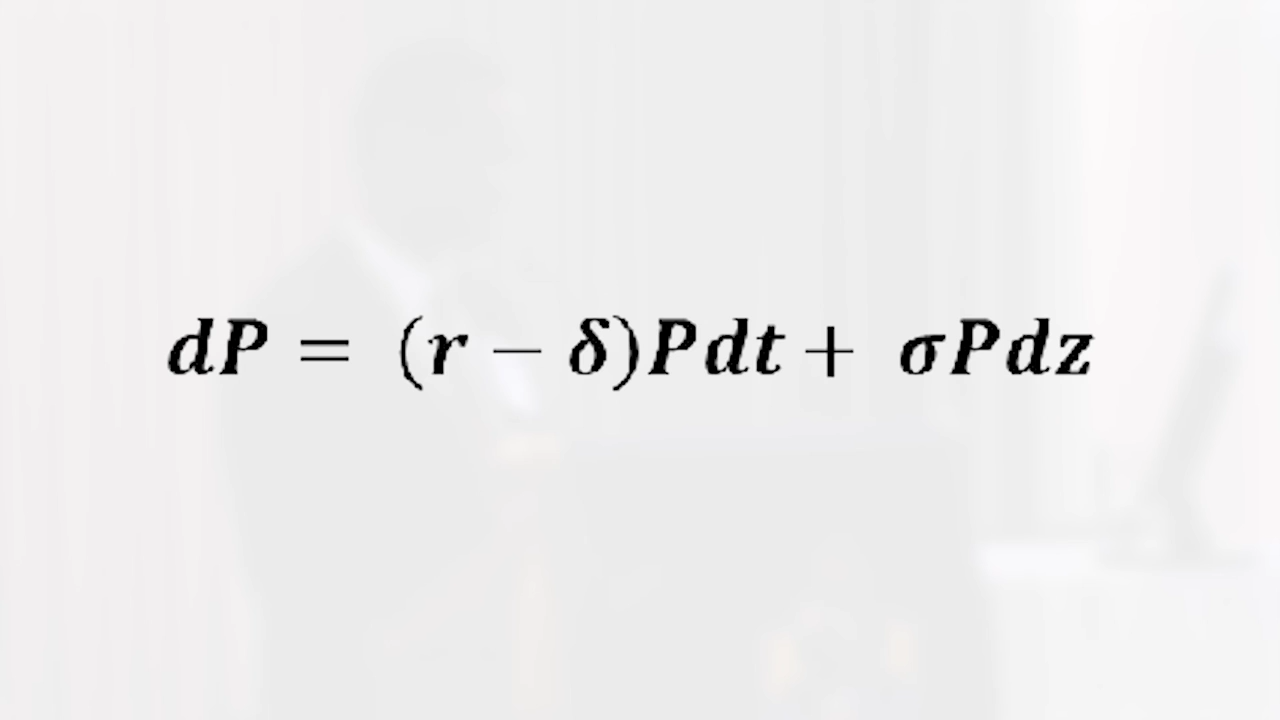 dP = (r − δ)Pdt + σPdz